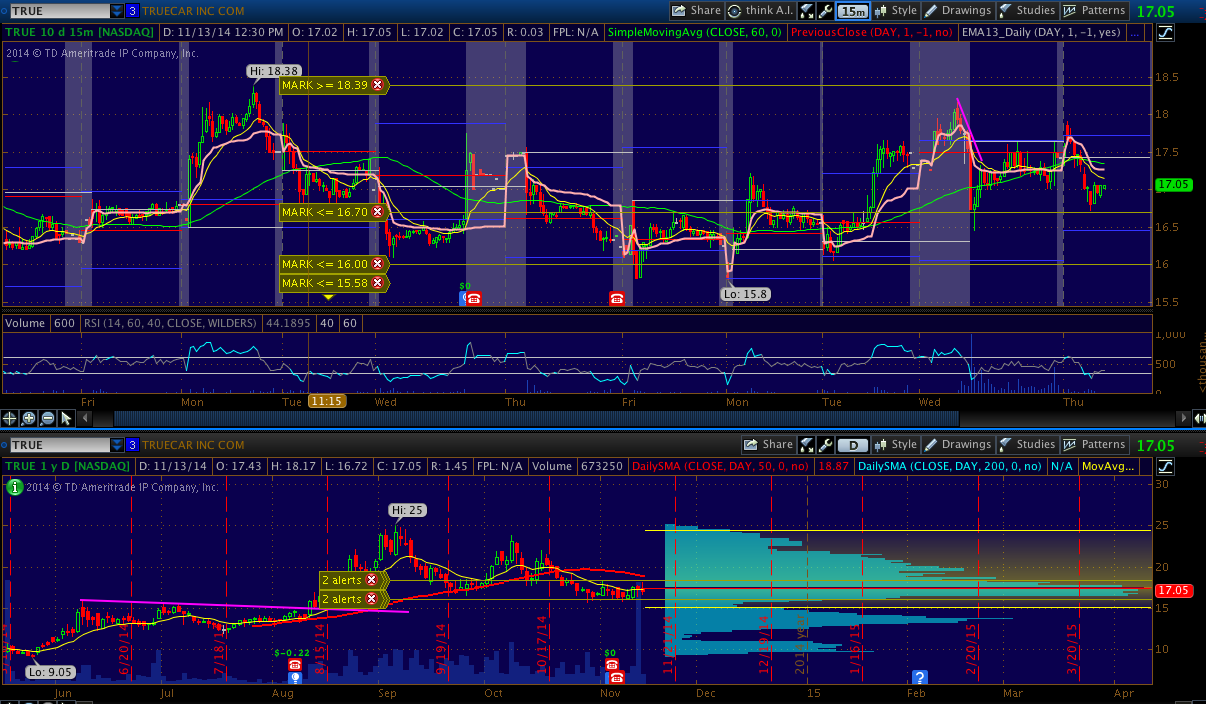 TRUE 3 TRUECAR INC COM Share think A.I. 15m Style Drawings Studies Patterns 17.05
TRUE 10 d 15m [NASDAQ] D: 11/13/14 12:30 PM O: 17.02 H: 17.05 L: 17.02 C: 17.05 R: 0.03 FPL: N/A SimpleMovingAvg (CLOSE, 60, 0) PreviousClose (DAY, 1, -1, no) EMA13_Daily (DAY, 1, -1, yes) ...
2014 © TD Ameritrade IP Company, Inc.
Hi: 18.38
18.5
MARK >= 18.39
18
17.5
17.05
MARK <= 16.70
16.5
MARK <= 16.00
16
MARK <= 15.58
$0
Lo: 15.8
15.5
Volume 600 RSI (14, 60, 40, CLOSE, WILDERS) 44.1895 40 60
1,000
500
0
<thousan
Fri Mon Tue 11:15 Wed Thu Fri Mon Tue Wed Thu
TRUE 3 TRUECAR INC COM Share D Style Drawings Studies Patterns 17.05
TRUE 1 y D [NASDAQ] D: 11/13/14 O: 17.43 H: 18.17 L: 16.72 C: 17.05 R: 1.45 FPL: N/A Volume 673250 DailySMA (CLOSE, DAY, 50, 0, no) 18.87 DailySMA (CLOSE, DAY, 200, 0, no) N/A MovAvg...
i 2014 © TD Ameritrade IP Company, Inc.
30
Hi: 25
25
20
2 alerts
17.05
2 alerts
15
10
6/20/14
7/18/14
8/15/14
9/19/14
10/17/14
12/19/14
2014 year
1/15/15
2/20/15
3/20/15
$-0.22
$0
Lo: 9.05
?
Jun Jul Aug Sep Oct Nov Dec 15 Feb Mar Apr